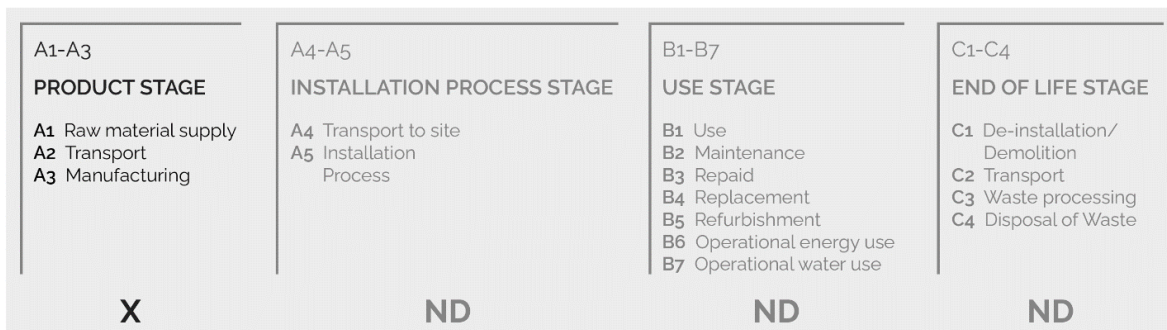 A1-A3
PRODUCT STAGE
A1 Raw material supply
A2 Transport
A3 Manufacturing
X
A4-A5
INSTALLATION PROCESS STAGE
A4 Transport to site
A5 Installation
Process
ND
B1-B7
USE STAGE
B1 Use
B2 Maintenance
B3 Repaid
B4 Replacement
B5 Refurbishment
B6 Operational energy use
B7 Operational water use
ND
C1-C4
END OF LIFE STAGE
C1 De-installation/
Demolition
C2 Transport
C3 Waste processing
C4 Disposal of Waste
ND